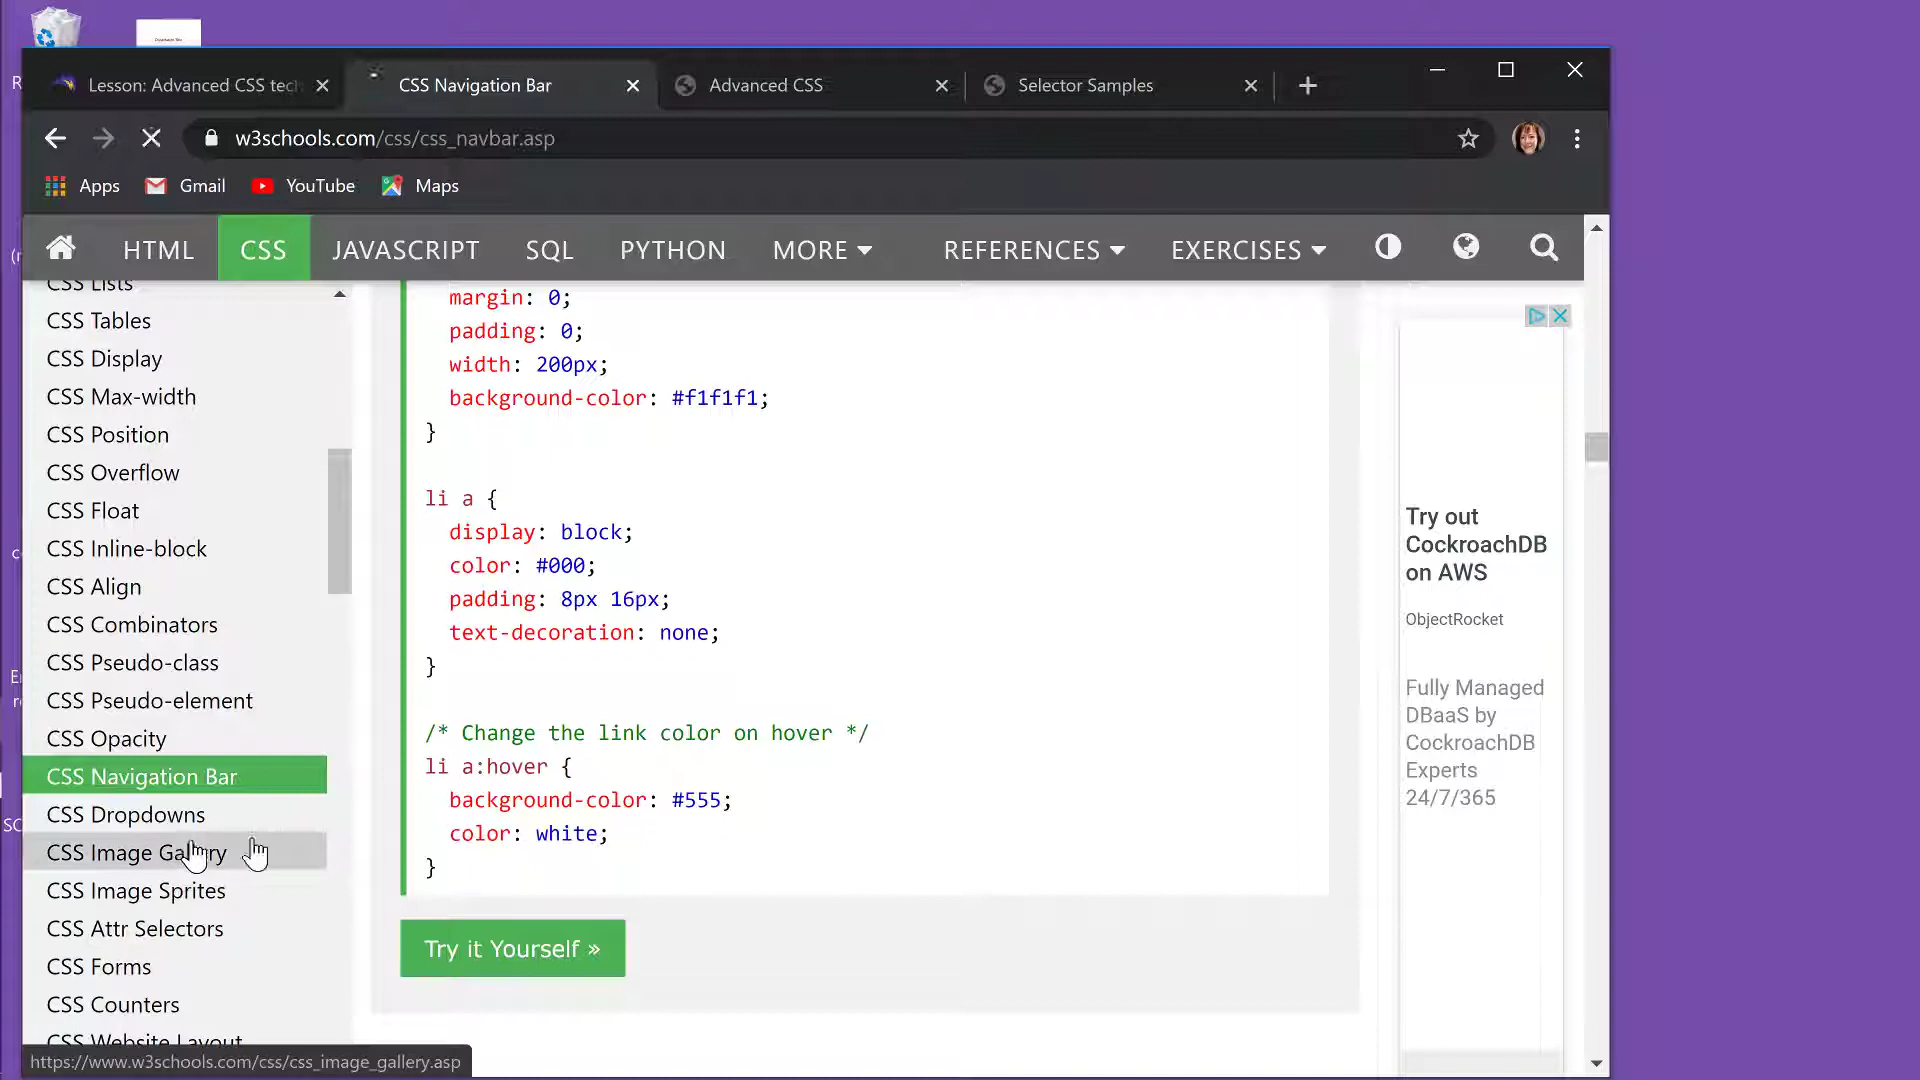 Lesson: Advanced CSS tech
CSS Navigation Bar
Advanced CSS
Selector Samples
w3schools.com/css/css_navbar.asp
Apps
Gmail
YouTube
Maps
HTML
CSS
JAVASCRIPT
SQL
PYTHON
MORE
REFERENCES
EXERCISES
CSS Lists
CSS Tables
CSS Display
CSS Max-width
CSS Position
CSS Overflow
CSS Float
CSS Inline-block
CSS Align
CSS Combinators
CSS Pseudo-class
CSS Pseudo-element
CSS Opacity
CSS Navigation Bar
CSS Dropdowns
CSS Image Gallery
CSS Image Sprites
CSS Attr Selectors
CSS Forms
CSS Counters
CSS Website Layout
https://www.w3schools.com/css/css_image_gallery.asp
margin: 0;
padding: 0;
width: 200px;
background-color: #f1f1f1;
}
li a {
display: block;
color: #000;
padding: 8px 16px;
text-decoration: none;
}
/* Change the link color on hover */
li a:hover {
background-color: #555;
color: white;
}
Try it Yourself »
Try out
CockroachDB
on AWS
ObjectRocket
Fully Managed
DBaaS by
CockroachDB
Experts
24/7/365